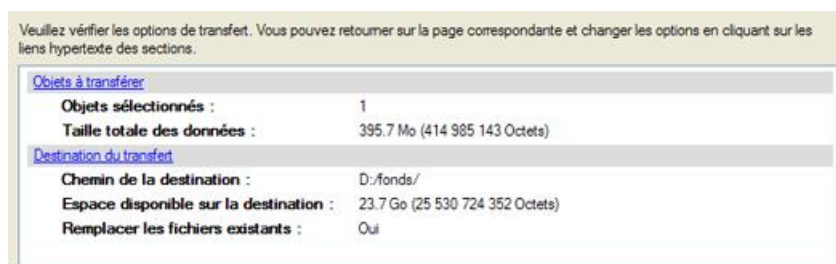 Veuillez vérifier les options de transfert. Vous pouvez retourner sur la page correspondante et changer les options en cliquant sur les
liens hypertexte des sections.
Objets à transférer
Objets sélectionnés : 1
Taille totale des données : 395.7 Mo (414 985 143 Octets)
Destination du transfert
Chemin de la destination : D:/fonds/
Espace disponible sur la destination : 23.7 Go (25 530 724 352 Octets)
Remplacer les fichiers existants : Oui